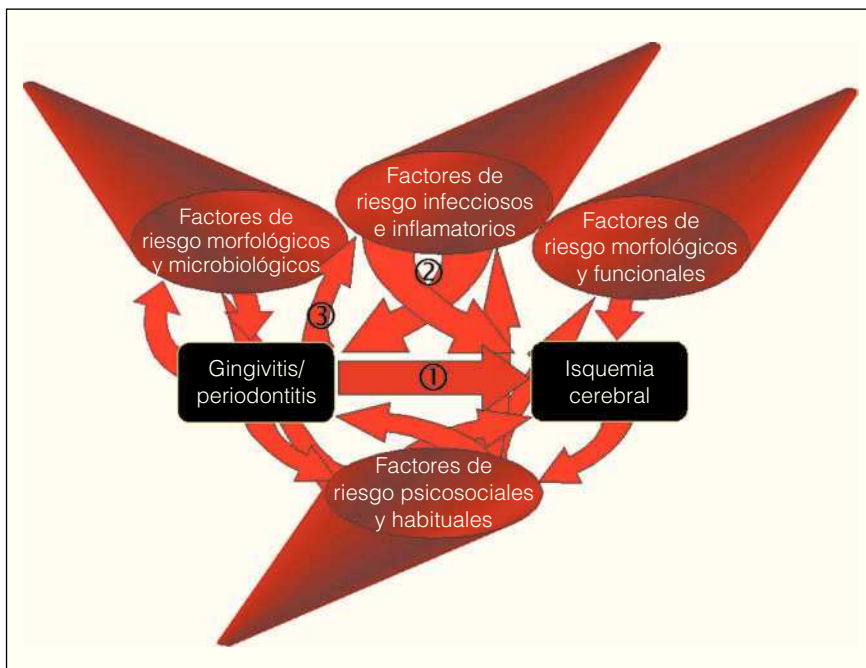 Factores de
riesgo morfológicos
y microbiológicos
Factores de
riesgo infecciosos
e inflamatorios
Factores de
riesgo morfológicos
y funcionales
②
③
Gingivitis/
periodontitis
①
Isquemia
cerebral
Factores de
riesgo psicosociales
y habituales